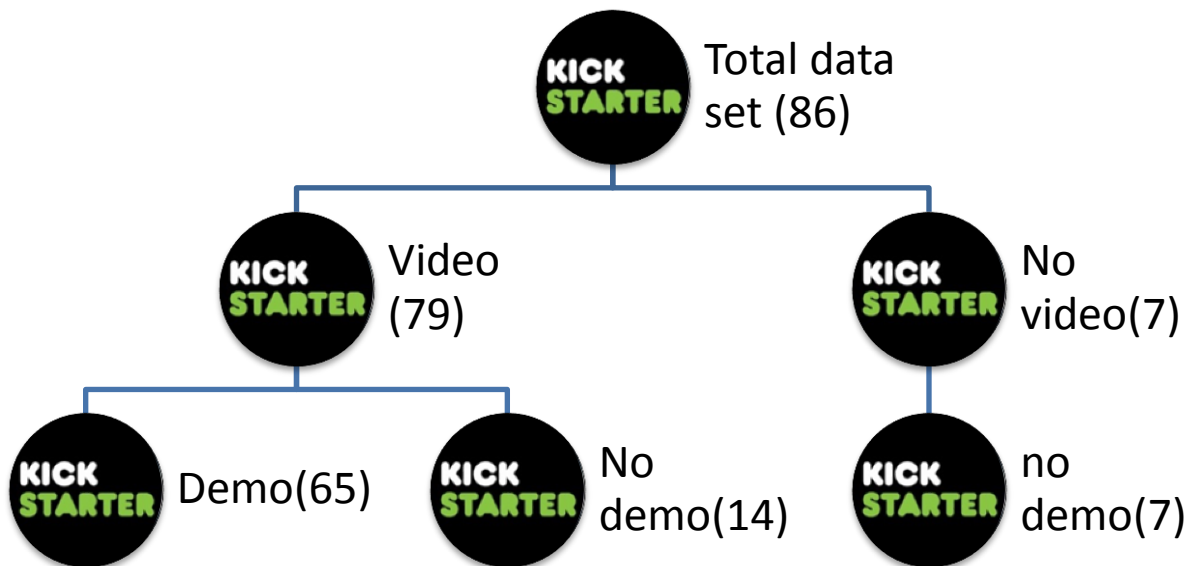 KICK
STARTER
Total data
set (86)
KICK
STARTER
Video
(79)
KICK
STARTER
No
video(7)
KICK
STARTER
Demo(65)
KICK
STARTER
No
demo(14)
KICK
STARTER
no
demo(7)